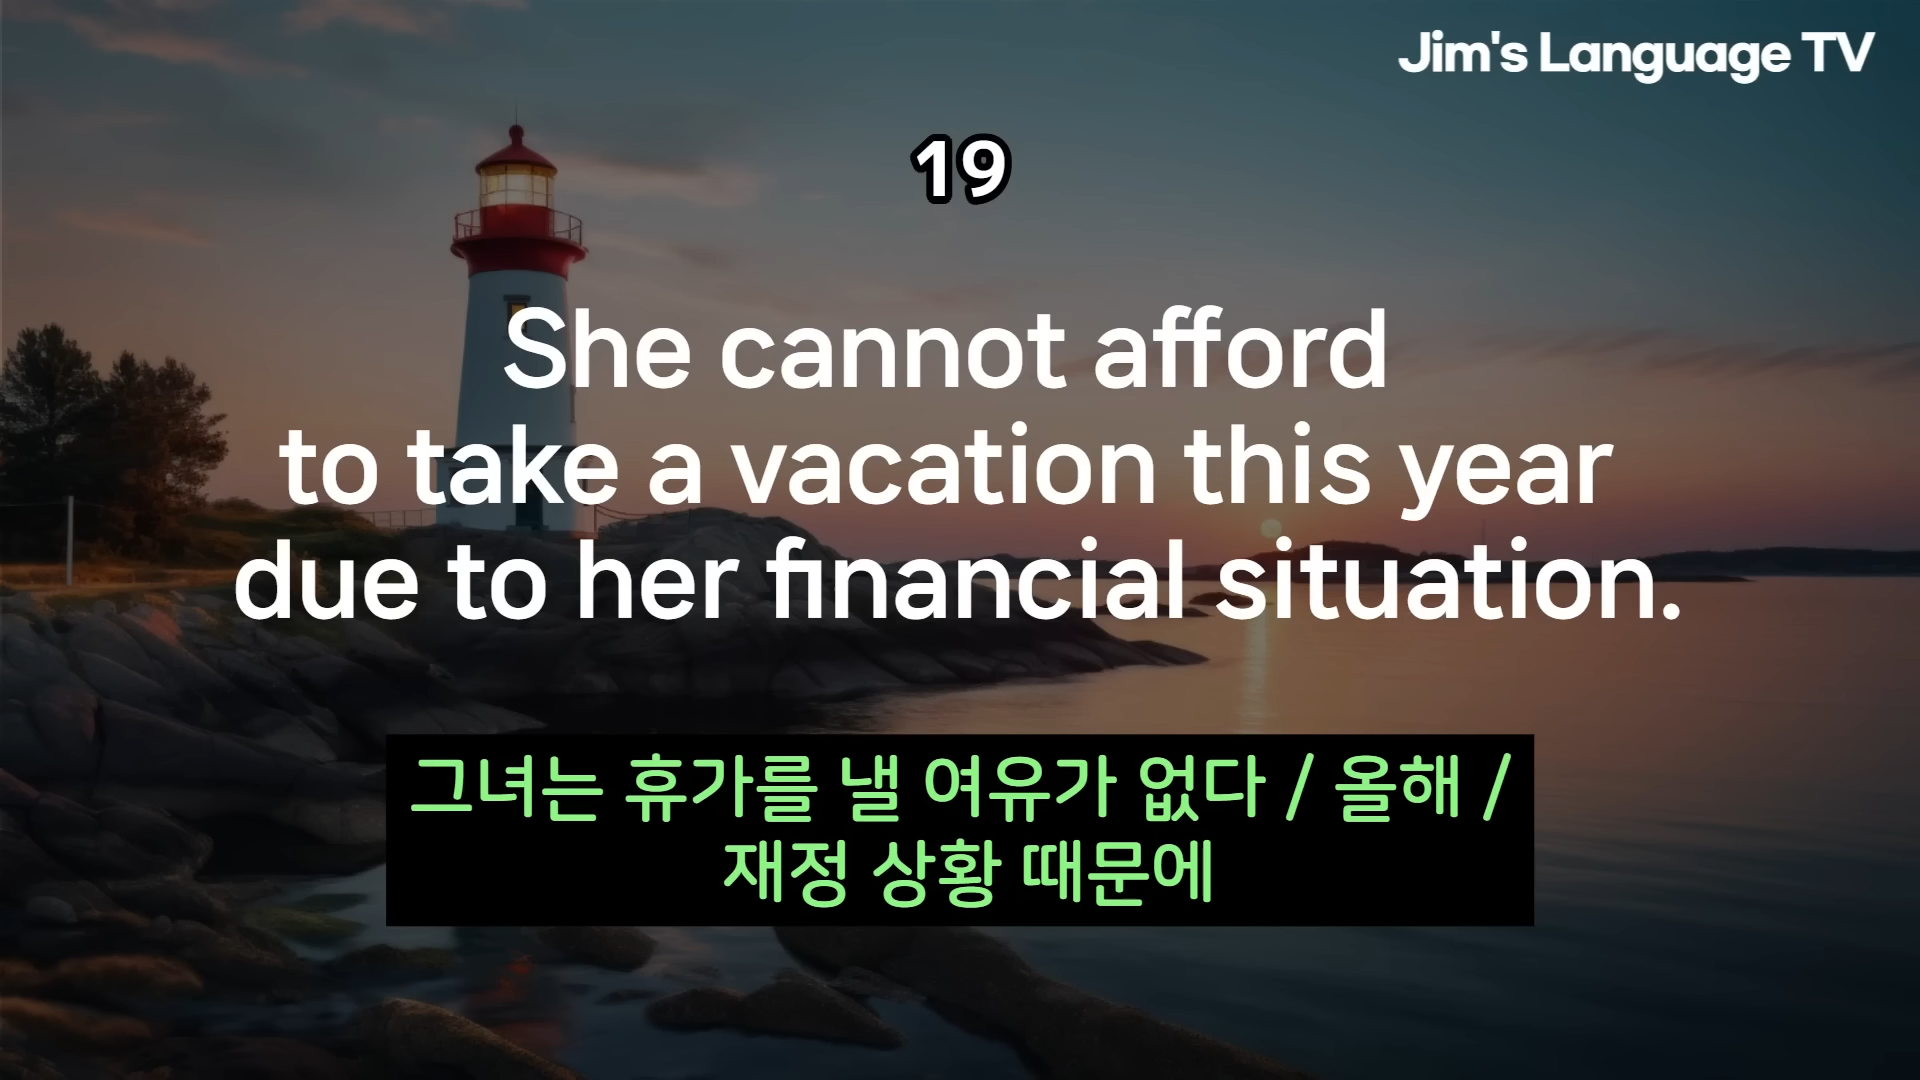 Jim's Language TV
19
She cannot afford
to take a vacation this year
due to her financial situation.
그녀는 휴가를 낼 여유가 없다 / 올해 /
재정 상황 때문에